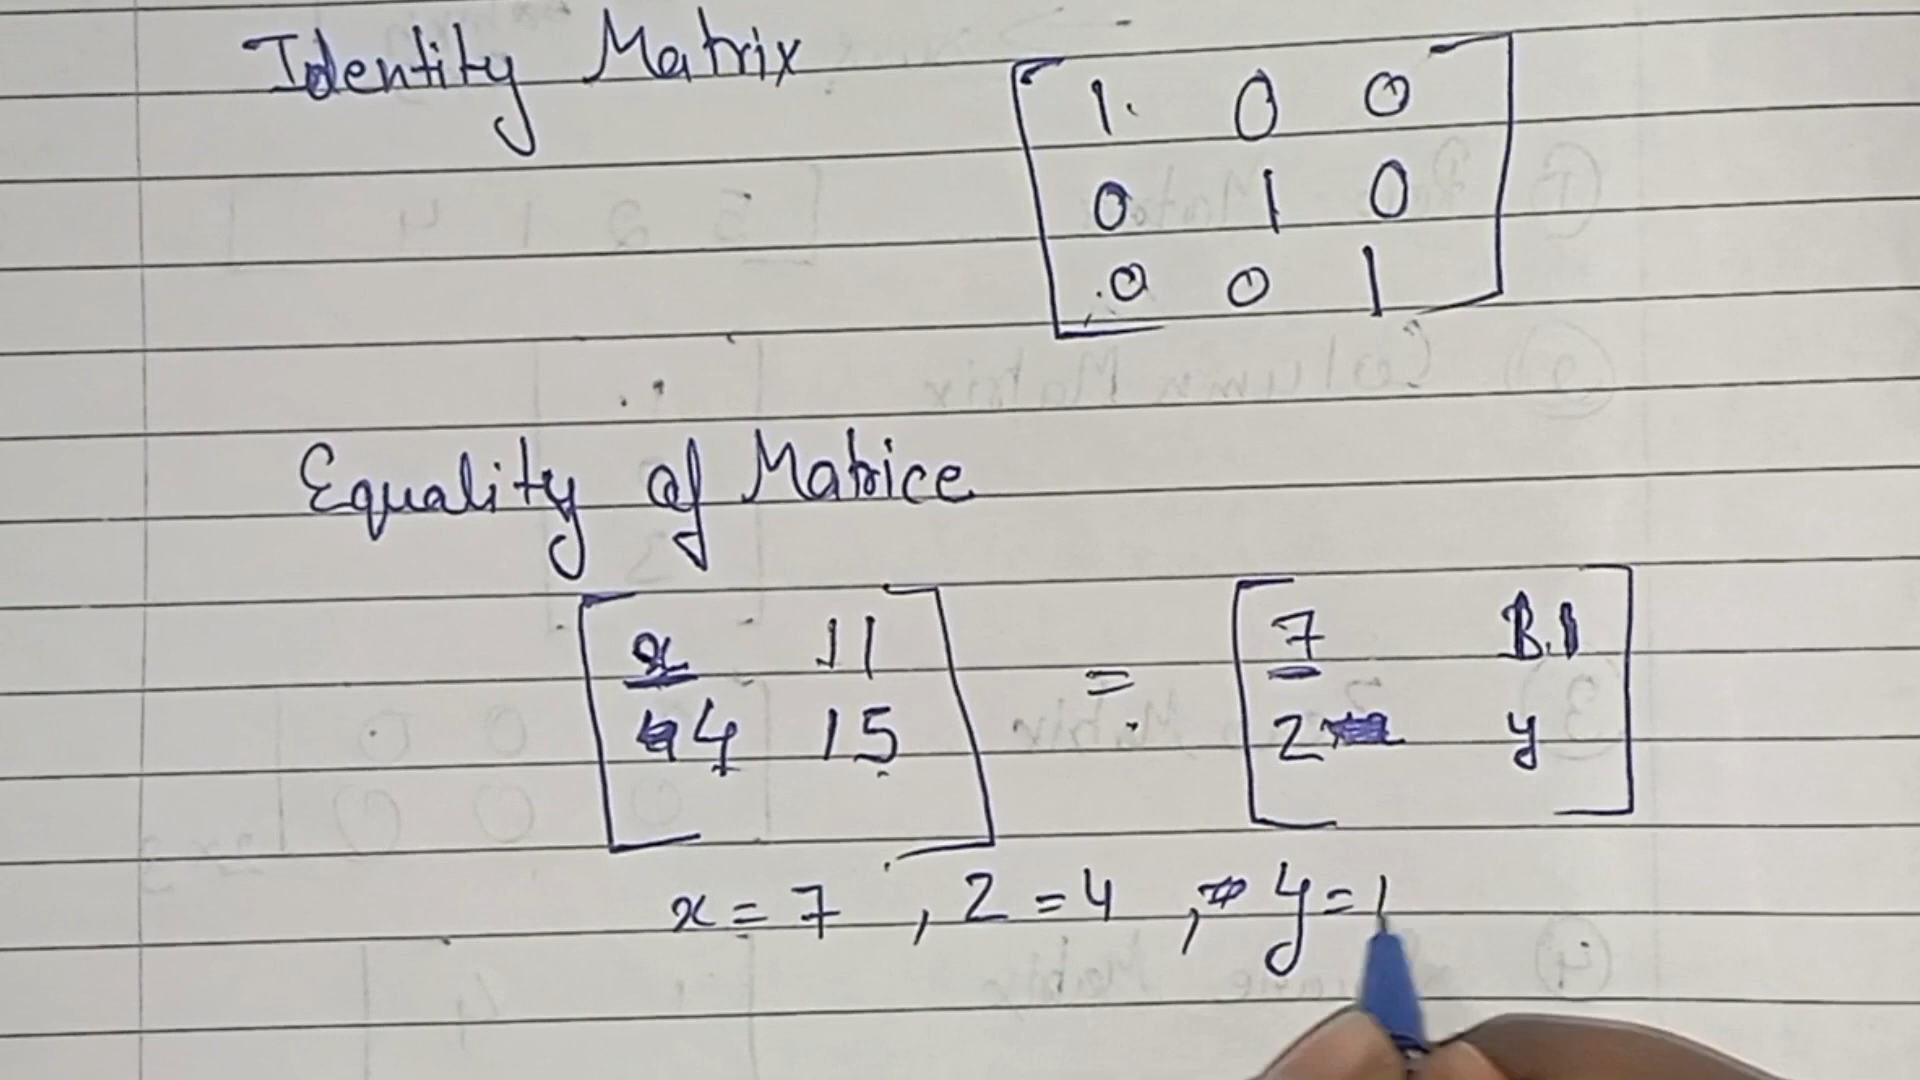 Identity Matrix
1 0 0
0 1 0
0 0 1
Equality of Matrice
x 11 = 7
4 15 2 y
x = 7 , 2 = 4 , y = 1